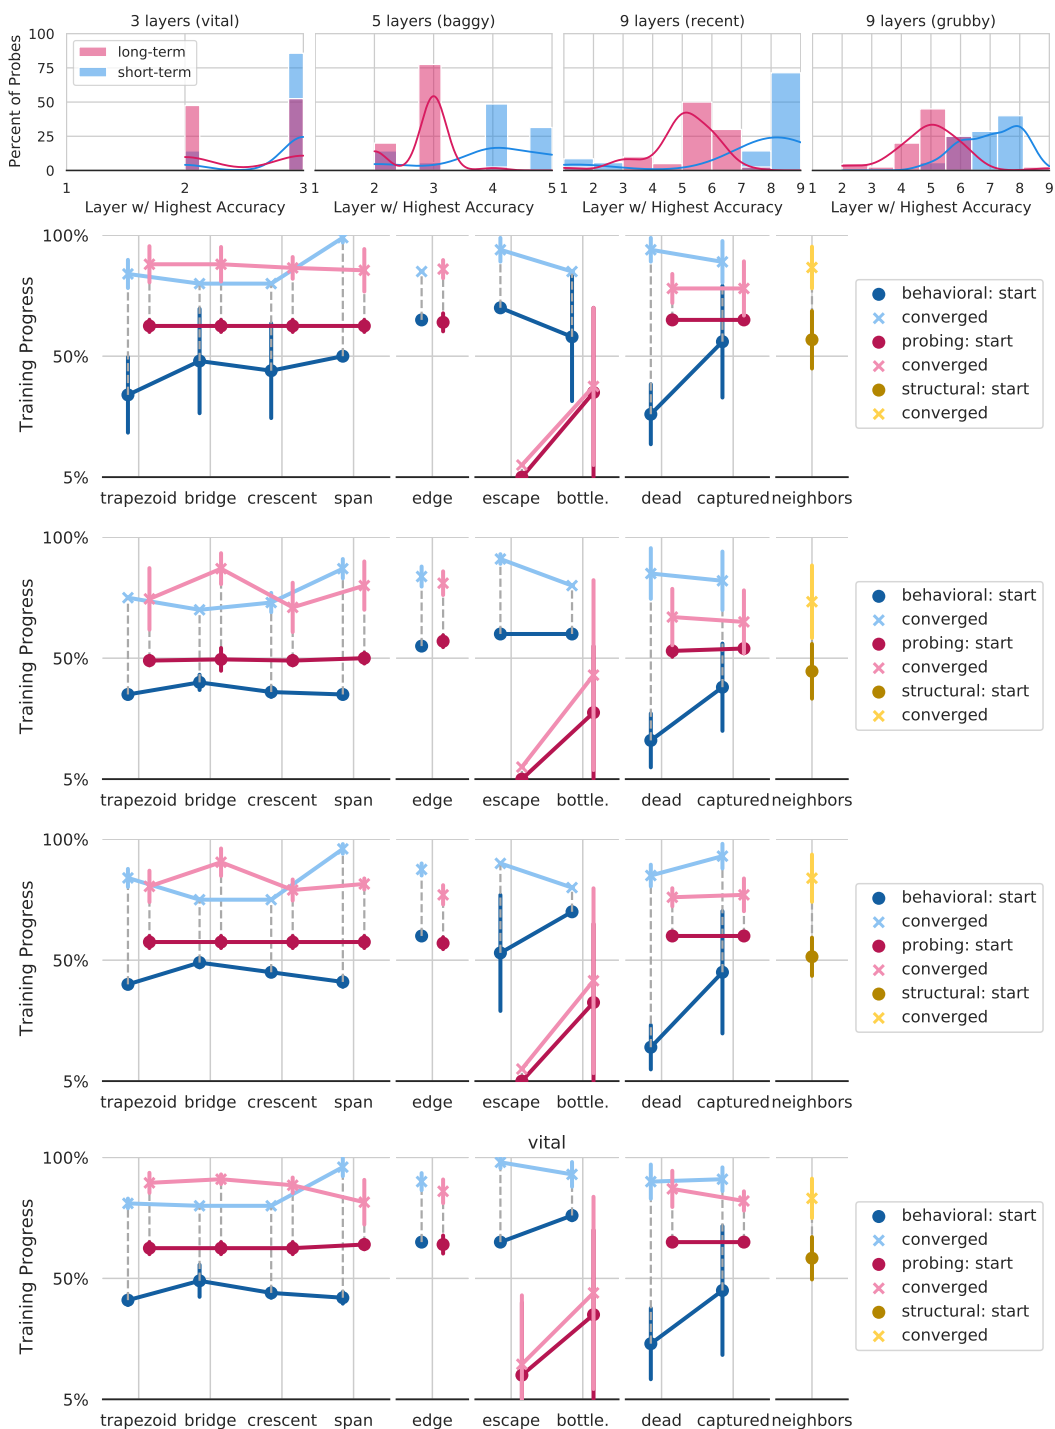 3 layers (vital) 5 layers (baggy) 9 layers (recent) 9 layers (grubby)
Percent of Probes
100
75
50
25
0
long-term
short-term
1 2 3 1 2 3 4 5 1 2 3 4 5 6 7 8 9 1 2 3 4 5 6 7 8 9
Layer w/ Highest Accuracy Layer w/ Highest Accuracy Layer w/ Highest Accuracy Layer w/ Highest Accuracy
Training Progress
100%
50%
5%
trapezoid bridge crescent span edge escape bottle. dead captured neighbors
behavioral: start
converged
probing: start
converged
structural: start
converged
Training Progress
100%
50%
5%
trapezoid bridge crescent span edge escape bottle. dead captured neighbors
behavioral: start
converged
probing: start
converged
structural: start
converged
Training Progress
100%
50%
5%
trapezoid bridge crescent span edge escape bottle. dead captured neighbors
behavioral: start
converged
probing: start
converged
structural: start
converged
vital
Training Progress
100%
50%
5%
trapezoid bridge crescent span edge escape bottle. dead captured neighbors
behavioral: start
converged
probing: start
converged
structural: start
converged